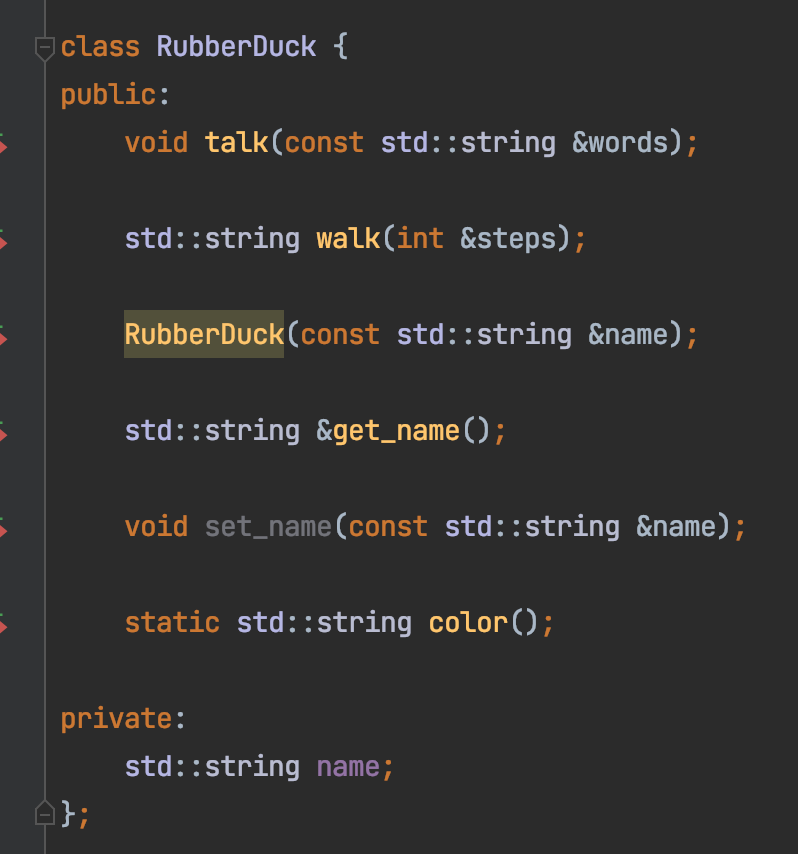 class RubberDuck {
public:
    void talk(const std::string &words);
    std::string walk(int &steps);
    RubberDuck(const std::string &name);
    std::string &get_name();
    void set_name(const std::string &name);
    static std::string color();
private:
    std::string name;
};